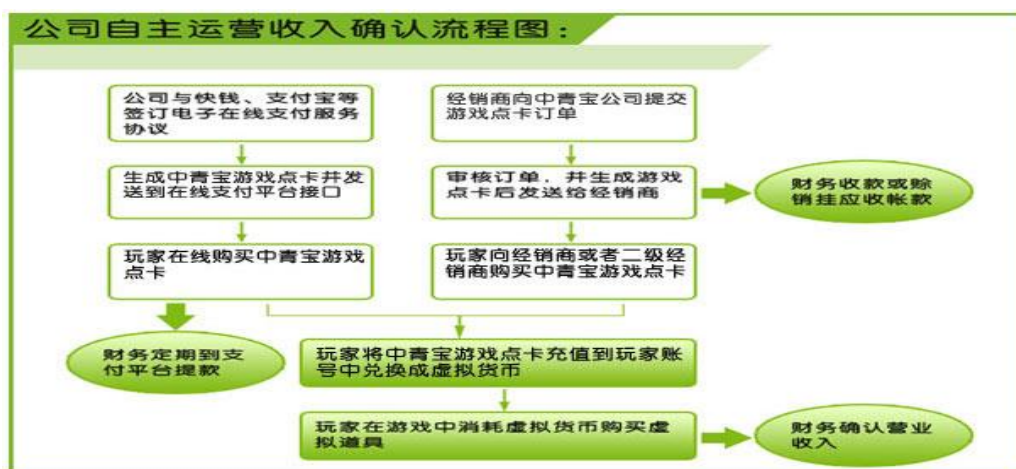 公司自主运营收入确认流程图：
公司与快钱、支付宝等
签订电子在线支付服务
协议
生成中青宝游戏点卡并发
送到在线支付平台接口
玩家在线购买中青宝游戏
点卡
财务定期到支
付平台提款
经销商向中青宝公司提交
游戏点卡订单
审核订单，并生成游戏
点卡后发送给经销商
财务收款或赊
销挂应收帐款
玩家向经销商或者二级经
销商购买中青宝游戏点卡
玩家将中青宝游戏点卡充值到玩家账
号中兑换成虚拟货币
玩家在游戏中消耗虚拟货币购买虚
拟道具
财务确认营业
收入